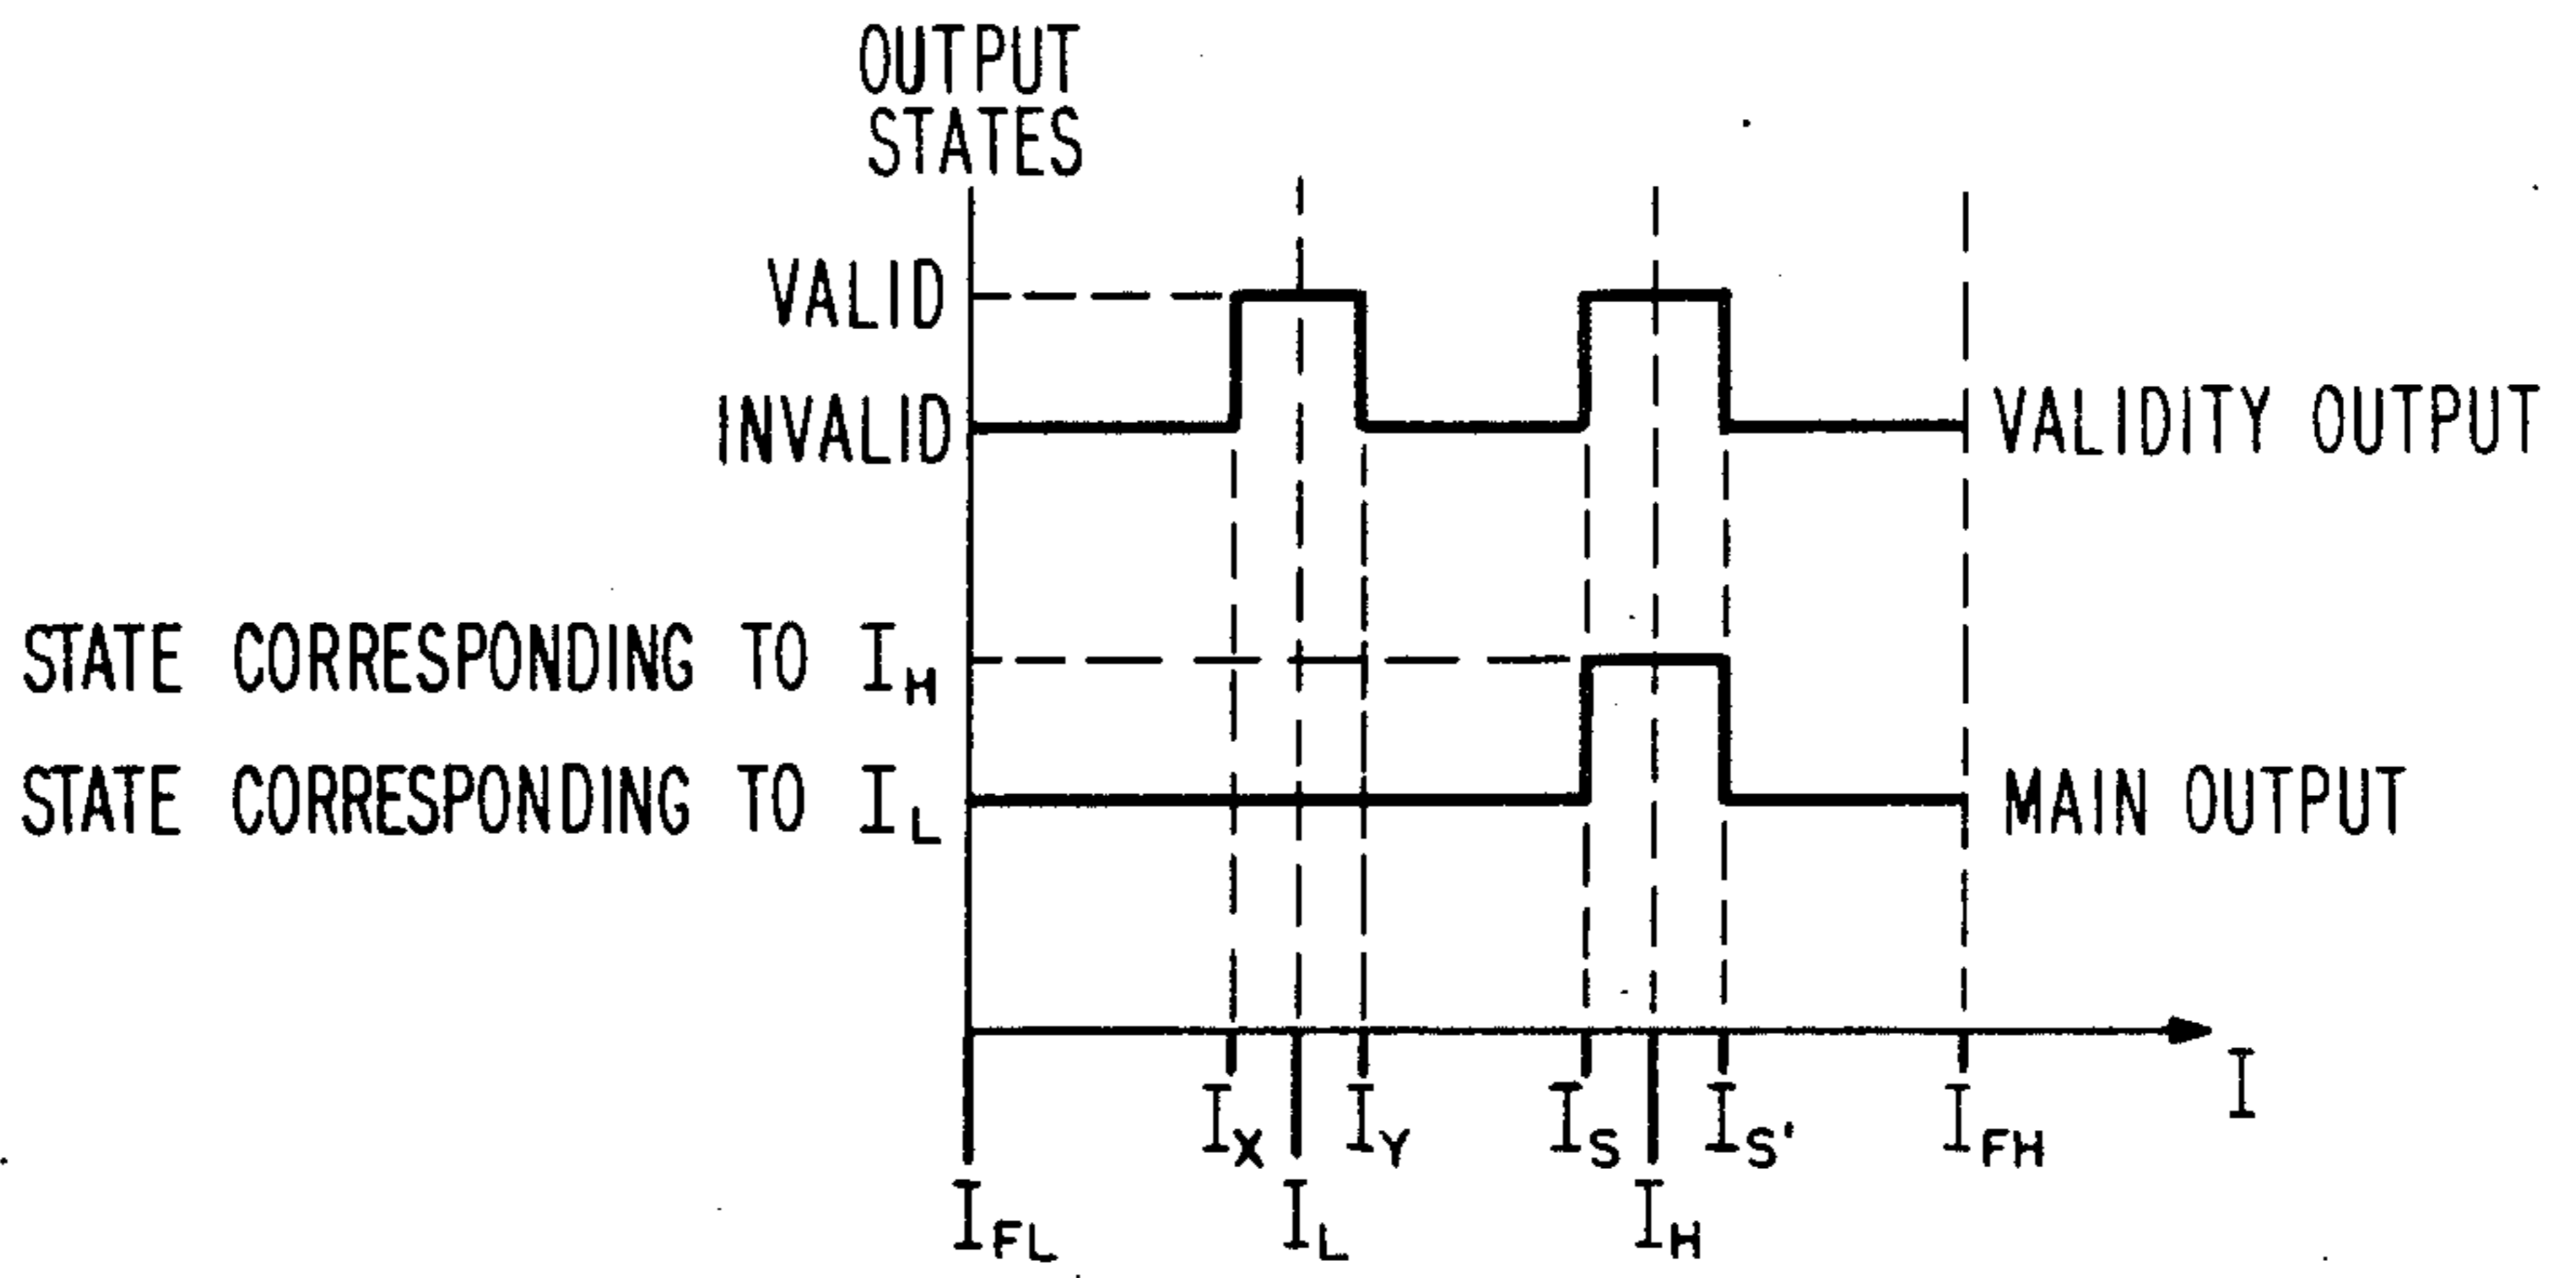 OUTPUT
STATES
VALID
INVALID
VALIDITY OUTPUT
STATE CORRESPONDING TO I_H
STATE CORRESPONDING TO I_L
MAIN OUTPUT
I_X I_Y I_S I_S' I_FH I
I_FL I_L I_H